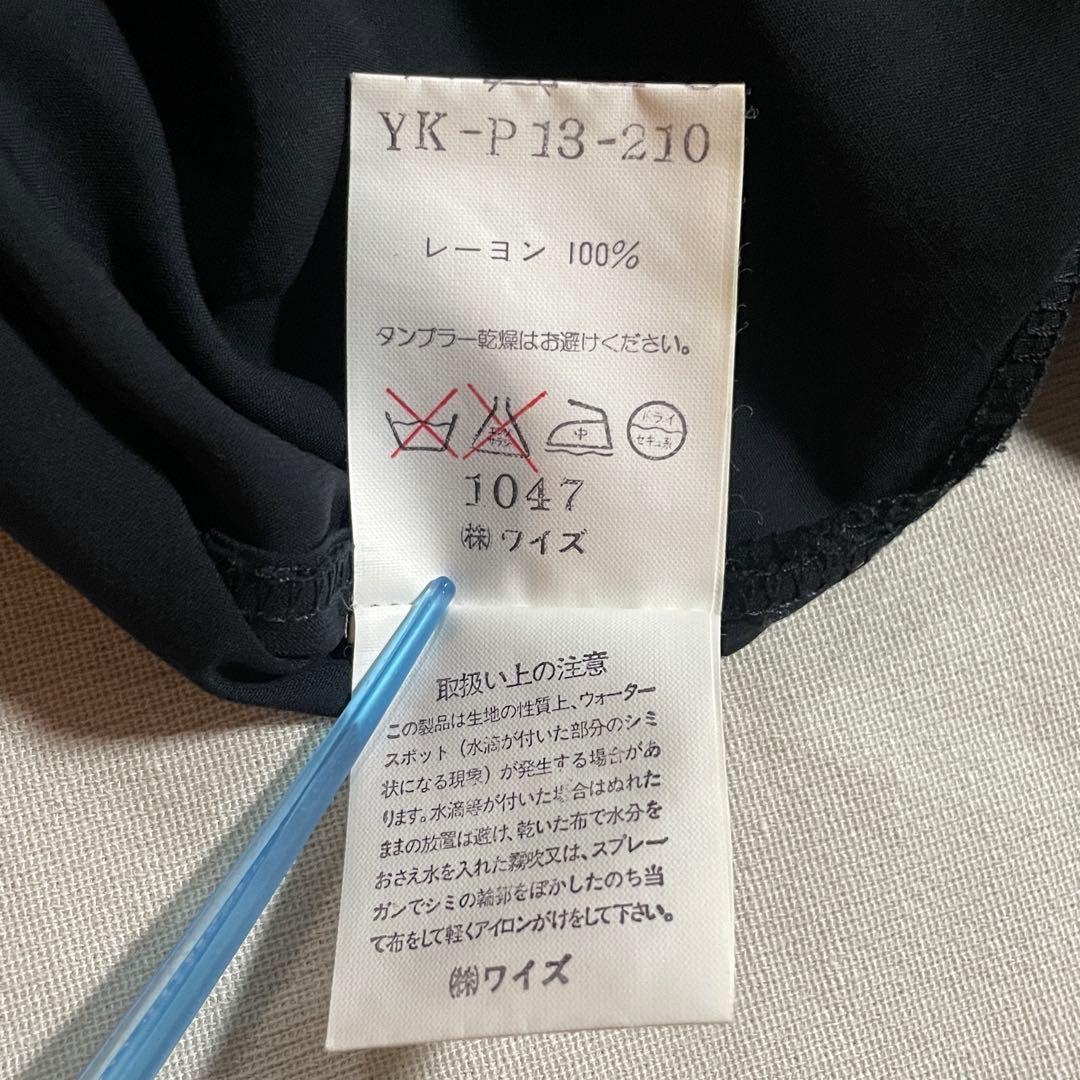 YK-P13-210
レーヨン 100%
タンブラー乾燥はお避けください。
エンソ
サラシ
中
ドライ
セキユ系
1047
㈱ワイズ
取扱い上の注意
この製品は生地の性質上、ウォーター
スポット（水滴が付いた部分のシミ
状になる現象）が発生する場合があ
ります。水滴等が付いた場合はぬれた
ままの放置は避け、乾いた布で水分を
おさえ水を入れた霧吹又は、スプレー
ガンでシミの輪郭をぼかしたのち当
て布をして軽くアイロンがけをして下さい。
㈱ワイズ